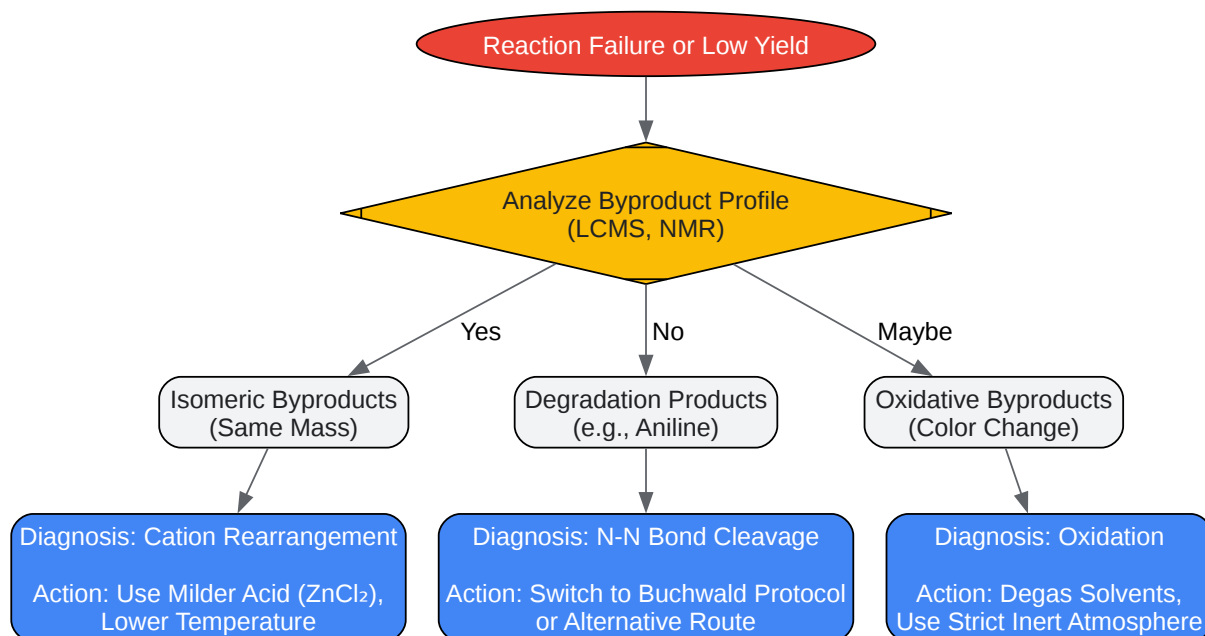 Reaction Failure or Low Yield
Analyze Byproduct Profile
(LCMS, NMR)
Yes
No
Maybe
Isomeric Byproducts
(Same Mass)
Degradation Products
(e.g., Aniline)
Oxidative Byproducts
(Color Change)
Diagnosis: Cation Rearrangement
Action: Use Milder Acid (ZnCl₂),
Lower Temperature
Diagnosis: N-N Bond Cleavage
Action: Switch to Buchwald Protocol
or Alternative Route
Diagnosis: Oxidation
Action: Degas Solvents,
Use Strict Inert Atmosphere